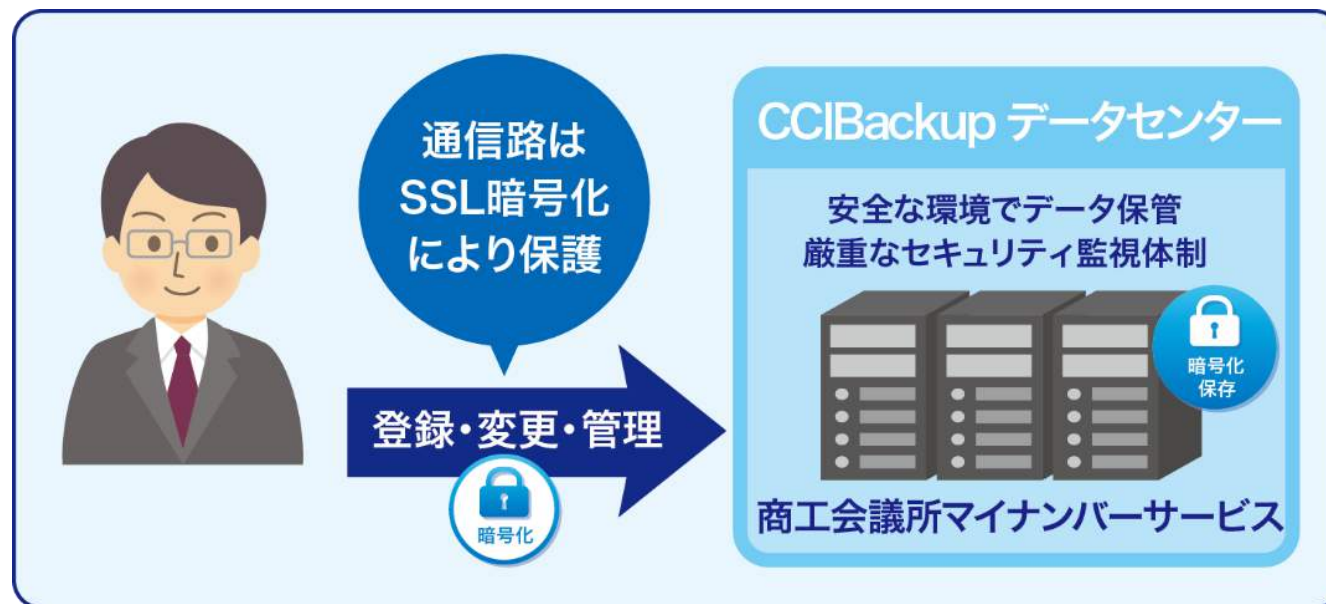 通信路は
SSL暗号化
により保護
登録・変更・管理
暗号化
CCIBackup データセンター
安全な環境でデータ保管
厳重なセキュリティ監視体制
暗号化
保存
商工会議所マイナンバーサービス